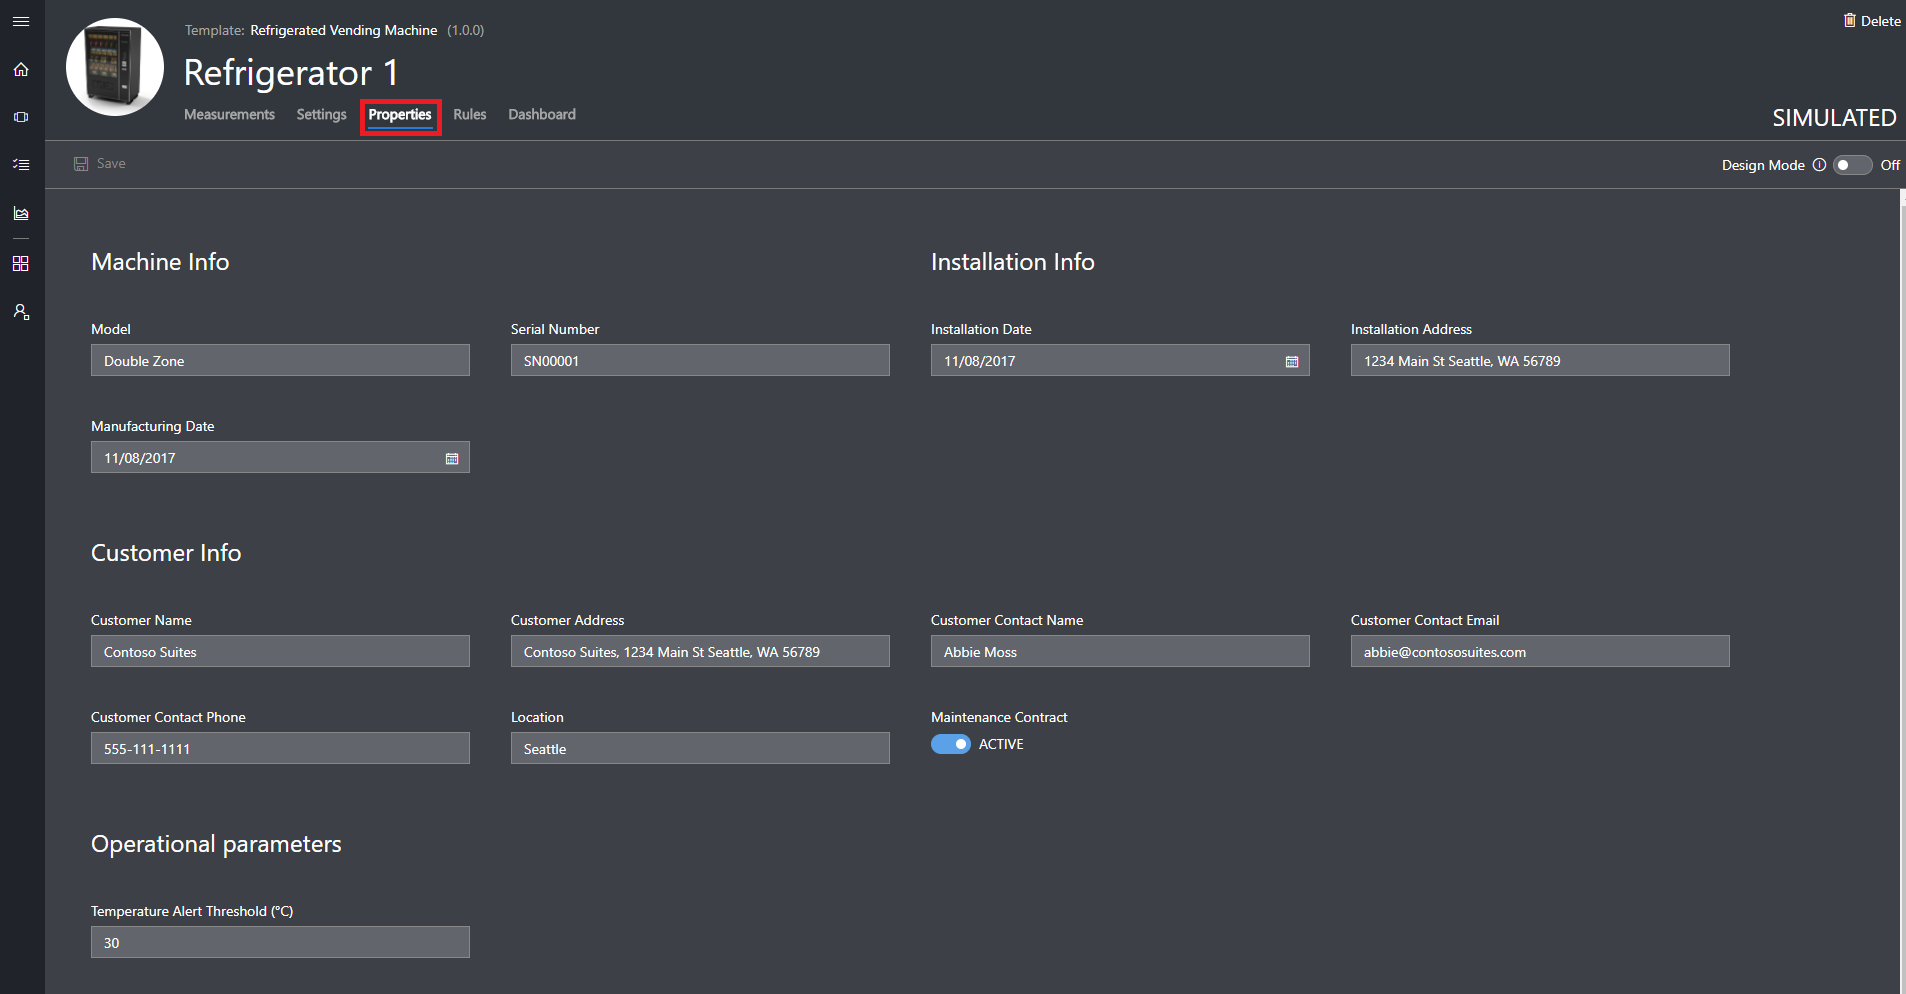 Template: Refrigerated Vending Machine (1.0.0)
Delete
Refrigerator 1
Measurements Settings Properties Rules Dashboard
SIMULATED
Save
Design Mode Off
Machine Info
Installation Info
Model
Serial Number
Installation Date
Installation Address
Double Zone
SN00001
11/08/2017
1234 Main St Seattle, WA 56789
Manufacturing Date
11/08/2017
Customer Info
Customer Name
Customer Address
Customer Contact Name
Customer Contact Email
Contoso Suites
Contoso Suites, 1234 Main St Seattle, WA 56789
Abbie Moss
abbie@contososuites.com
Customer Contact Phone
Location
Maintenance Contract
555-111-1111
Seattle
ACTIVE
Operational parameters
Temperature Alert Threshold (°C)
30